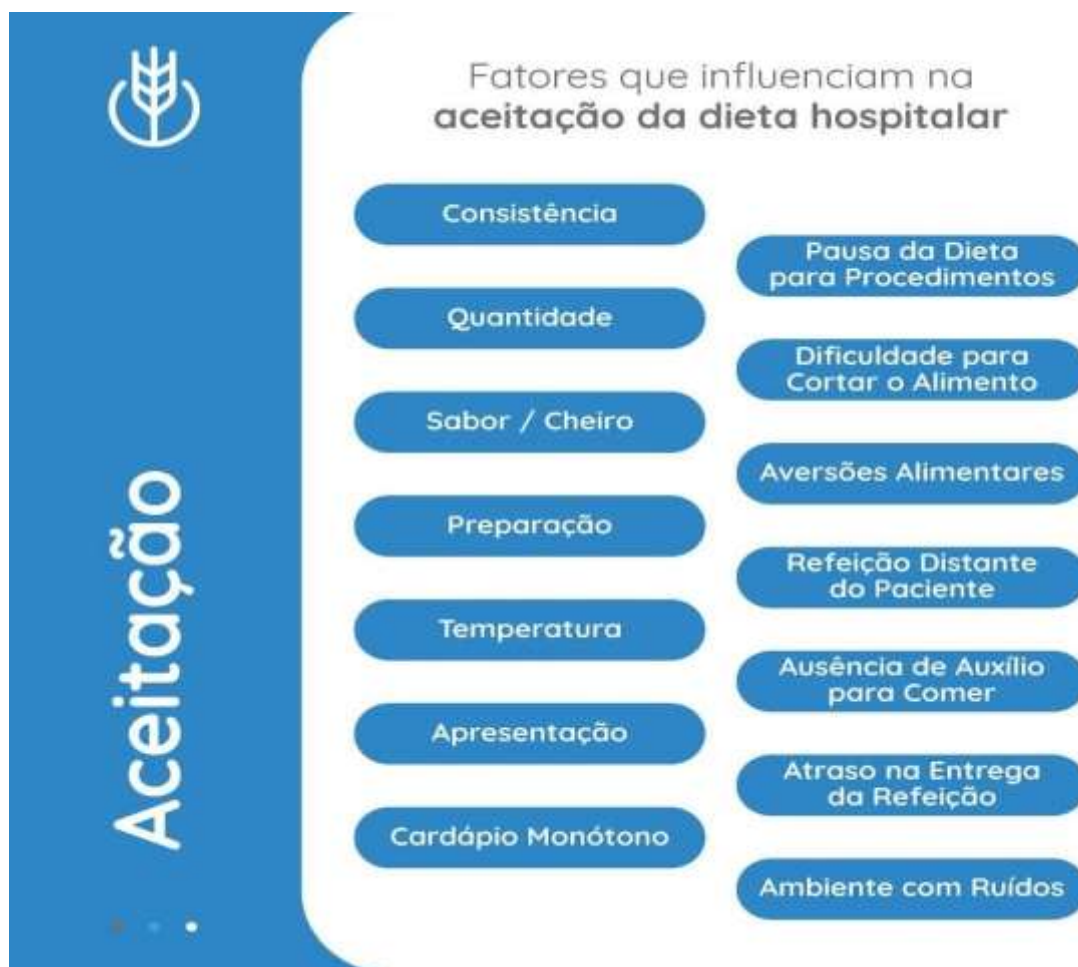 Fatores que influenciam na
aceitação da dieta hospitalar
Consistência
Quantidade
Sabor / Cheiro
Preparação
Temperatura
Apresentação
Cardápio Monótono
Pausa da Dieta
para Procedimentos
Dificuldade para
Cortar o Alimento
Aversões Alimentares
Refeição Distante
do Paciente
Ausência de Auxílio
para Comer
Atraso na Entrega
da Refeição
Ambiente com Ruídos
Aceitação